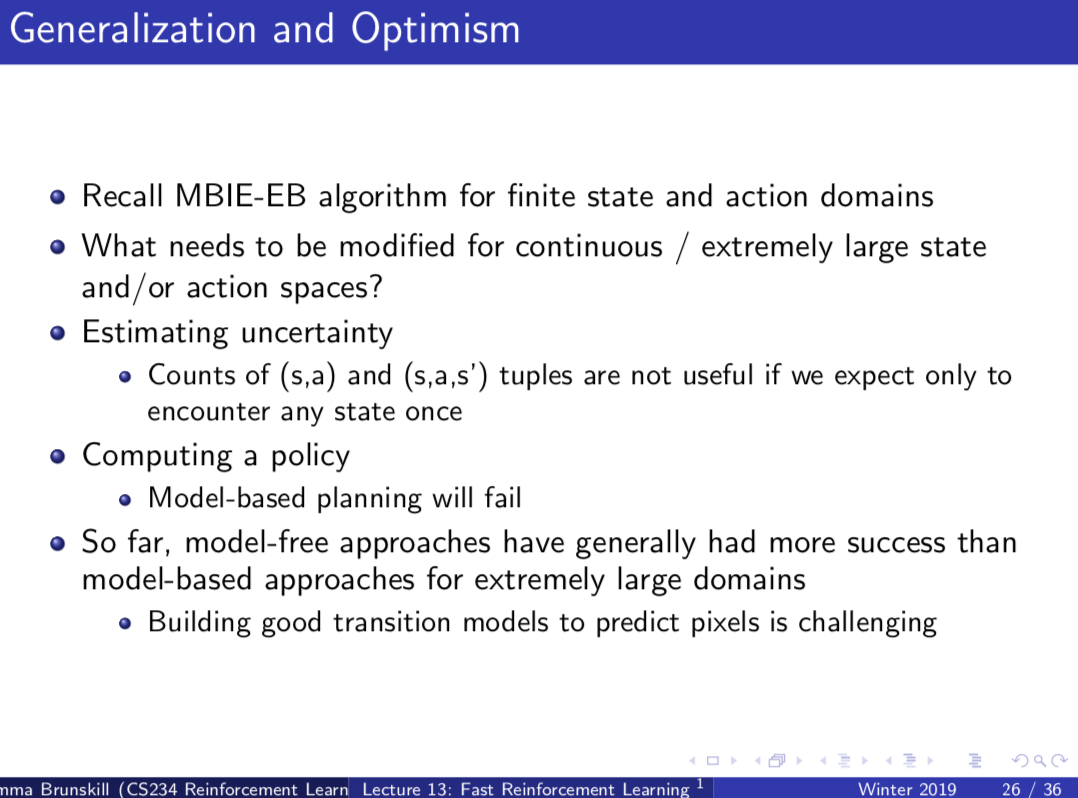 Generalization and Optimism
Recall MBIE-EB algorithm for finite state and action domains
What needs to be modified for continuous / extremely large state
and/or action spaces?
Estimating uncertainty
Counts of (s,a) and (s,a,s’) tuples are not useful if we expect only to
encounter any state once
Computing a policy
Model-based planning will fail
So far, model-free approaches have generally had more success than
model-based approaches for extremely large domains
Building good transition models to predict pixels is challenging
mma Brunskill (CS234 Reinforcement Learn Lecture 13: Fast Reinforcement Learning 1 Winter 2019 26 / 36